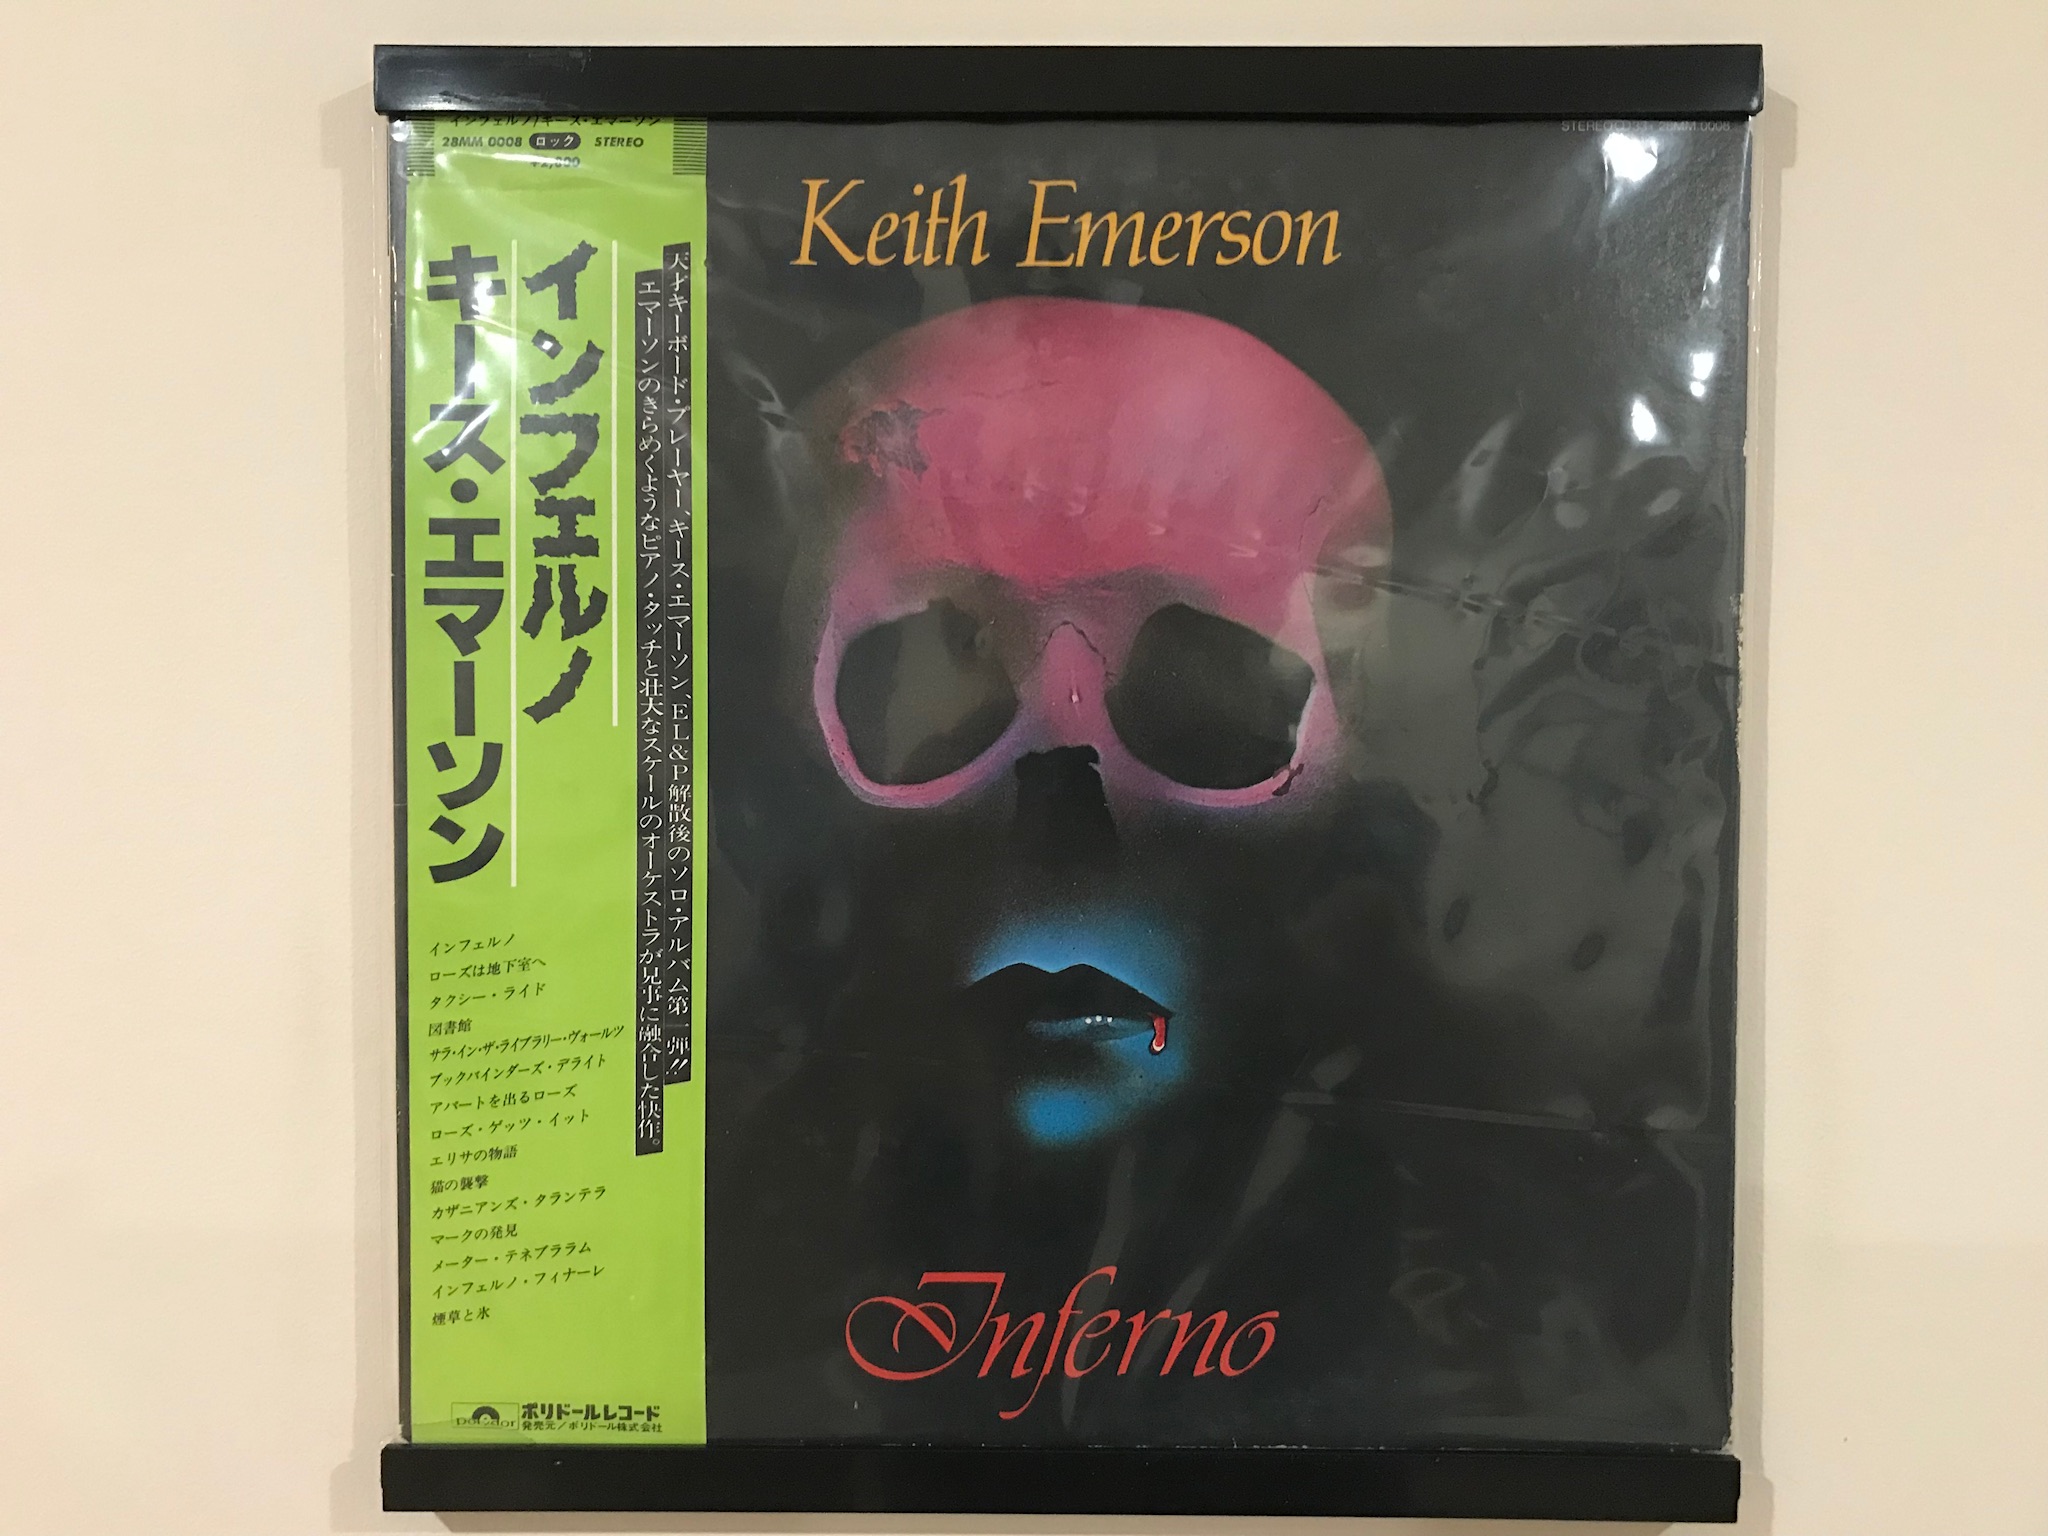 インフェルノ/キース・エマーソン
28MM 0008 ロック STEREO
¥2,800
STEREO 33⅓ 28MM 0008
Keith Emerson
天才キーボード・プレーヤー、キース・エマーソン、EL&P解散後のソロ・アルバム第一弾!!
エマーソンのきらめくようなピアノ・タッチと壮大なスケールのオーケストラが見事に融合した快作。
インフェルノ
キース・エマーソン
インフェルノ
ローズは地下室へ
タクシー・ライド
図書館
サラ・イン・ザ・ライブラリー・ヴォールツ
ブックバインダーズ・デライト
アパートを出るローズ
ローズ・ゲッツ・イット
エリサの物語
猫の襲撃
カザニアンズ・タランテラ
マークの発見
メーター・テネブララム
インフェルノ・フィナーレ
煙草と氷
polydor ポリドールレコード
発売元/ポリドール株式会社
Inferno